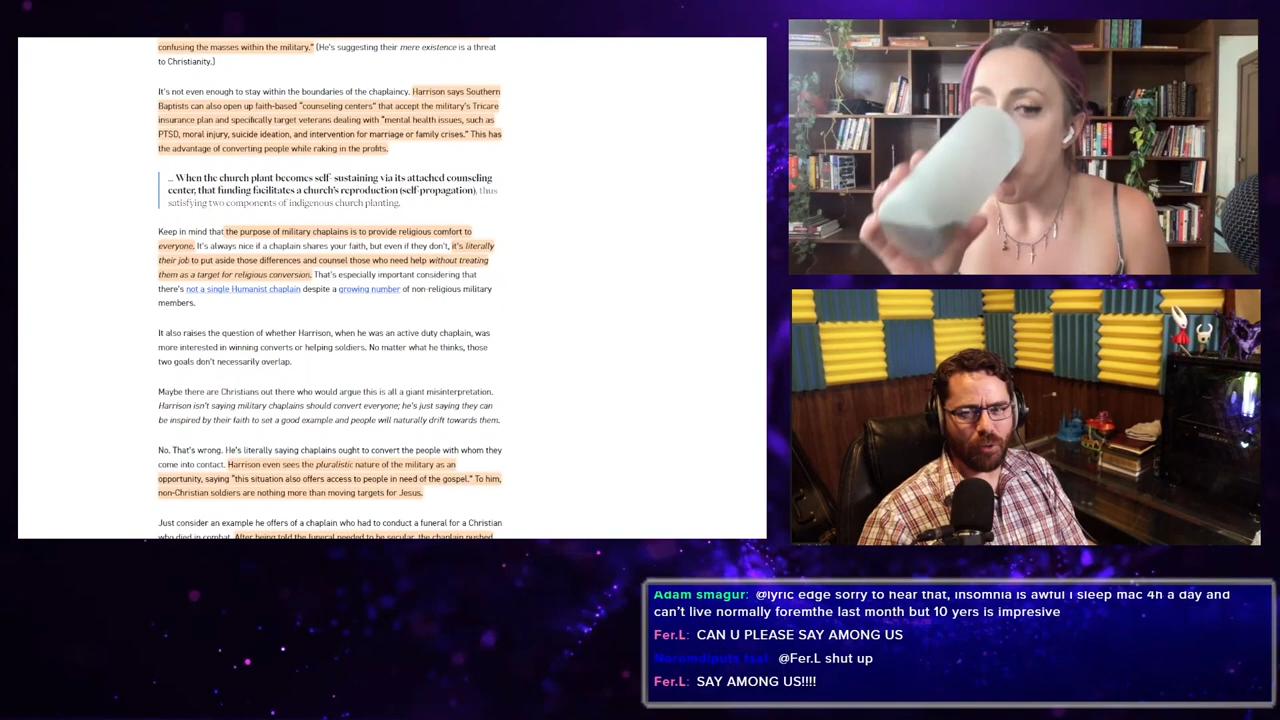 confusing the masses within the military.” (He's suggesting their mere existence is a threat
to Christianity.)
It's not even enough to stay within the boundaries of the chaplaincy. Harrison says Southern
Baptists can also open up faith-based “counseling centers” that accept the military's Tricare
insurance plan and specifically target veterans dealing with “mental health issues, such as
PTSD, moral injury, suicide ideation, and intervention for marriage or family crises.” This has
the advantage of converting people while raking in the profits.
... When the church plant becomes self- sustaining via its attached counseling
center, that funding facilitates a church's reproduction (self-propagation), thus
satisfying two components of indigenous church planting.
Keep in mind that the purpose of military chaplains is to provide religious comfort to
everyone. It's always nice if a chaplain shares your faith, but even if they don't, it's literally
their job to put aside those differences and counsel those who need help without treating
them as a target for religious conversion. That's especially important considering that
there's not a single Humanist chaplain despite a growing number of non-religious military
members.
It also raises the question of whether Harrison, when he was an active duty chaplain, was
more interested in winning converts or helping soldiers. No matter what he thinks, those
two goals don't necessarily overlap.
Maybe there are Christians out there who would argue this is all a giant misinterpretation.
Harrison isn't saying military chaplains should convert everyone; he's just saying they can
be inspired by their faith to set a good example and people will naturally drift towards them.
No. That's wrong. He's literally saying chaplains ought to convert the people with whom they
come into contact. Harrison even sees the pluralistic nature of the military as an
opportunity, saying “this situation also offers access to people in need of the gospel.” To him,
non-Christian soldiers are nothing more than moving targets for Jesus.
Just consider an example he offers of a chaplain who had to conduct a funeral for a Christian
who died in combat. After being told the funeral needed to be secular, the chaplain pushed
Adam smagur: @lyric edge sorry to hear that, insomnia is awful i sleep mac 4h a day and
can't live normally foremthe last month but 10 yers is impresive
Fer.L: CAN U PLEASE SAY AMONG US
@Fer.L shut up
Fer.L: SAY AMONG US!!!!